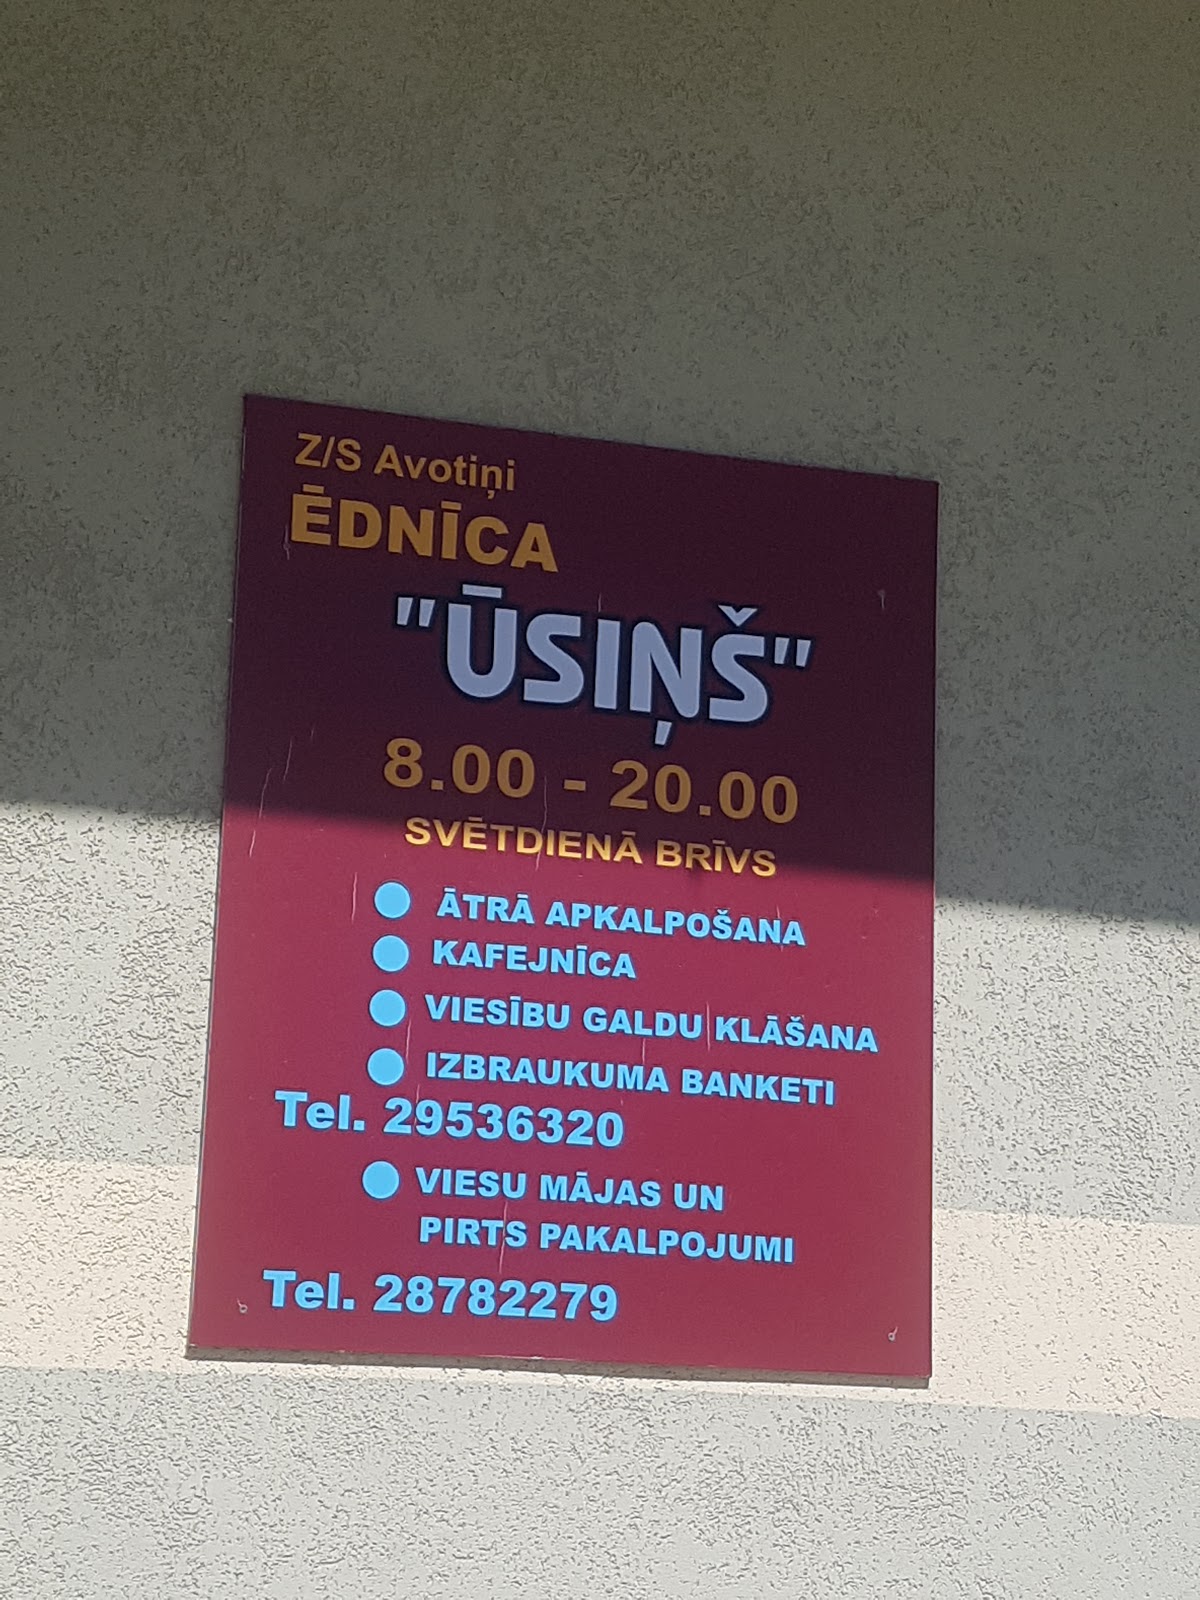 Z/S Avotiņi
ĒDNĪCA
"ŪSIŅŠ"
8.00 - 20.00
SVĒTDIENĀ BRĪVS
● ĀTRĀ APKALPOŠANA
● KAFEJNĪCA
● VIESĪBU GALDU KLĀŠANA
● IZBRAUKUMA BANKETI
Tel. 29536320
● VIESU MĀJAS UN
PIRTS PAKALPOJUMI
Tel. 28782279